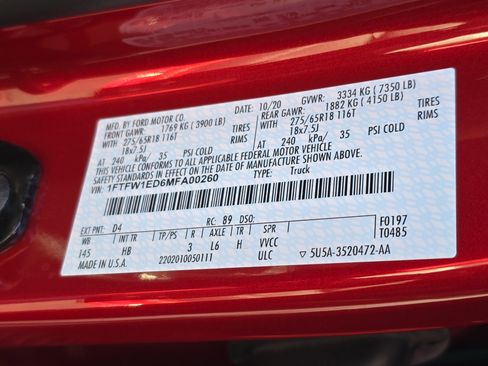 MFD. BY FORD MOTOR CO.
10/20 GVWR: 3334 KG ( 7350 LB)
FRONT GAWR: 1769 KG ( 3900 LB) REAR GAWR: 1882 KG ( 4150 LB)
WITH 275/65R18 116T TIRES WITH 275/65R18 116T TIRES
18x7.5J RIMS 18x7.5J RIMS
AT 240 kPa/ 35 PSI COLD AT 240 kPa/ 35 PSI COLD
THIS VEHICLE CONFORMS TO ALL APPLICABLE FEDERAL MOTOR VEHICLE
SAFETY STANDARDS IN EFFECT ON THE DATE OF MANUFACTURE SHOWN ABOVE.
VIN: 1FTFW1ED6MFA00260 TYPE: Truck
EXT PNT: D4 RC: B9 DSO: F0197
WB INT TR TP/PS R AXLE TR SPR T0485
145 HB 3 L6 H VVCC
MADE IN U.S.A. 2202010050111 ULC ▽ 5U5A-3520472-AA